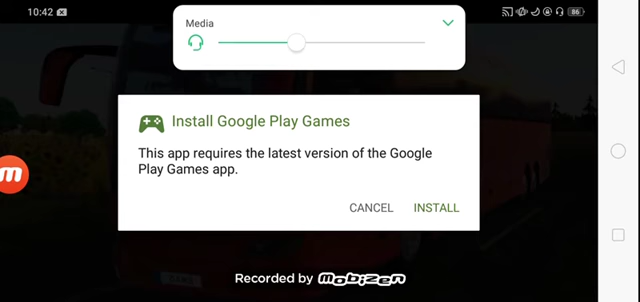 10:42
86
Media
Install Google Play Games
This app requires the latest version of the Google
Play Games app.
CANCEL
INSTALL
m
Recorded by mobizen